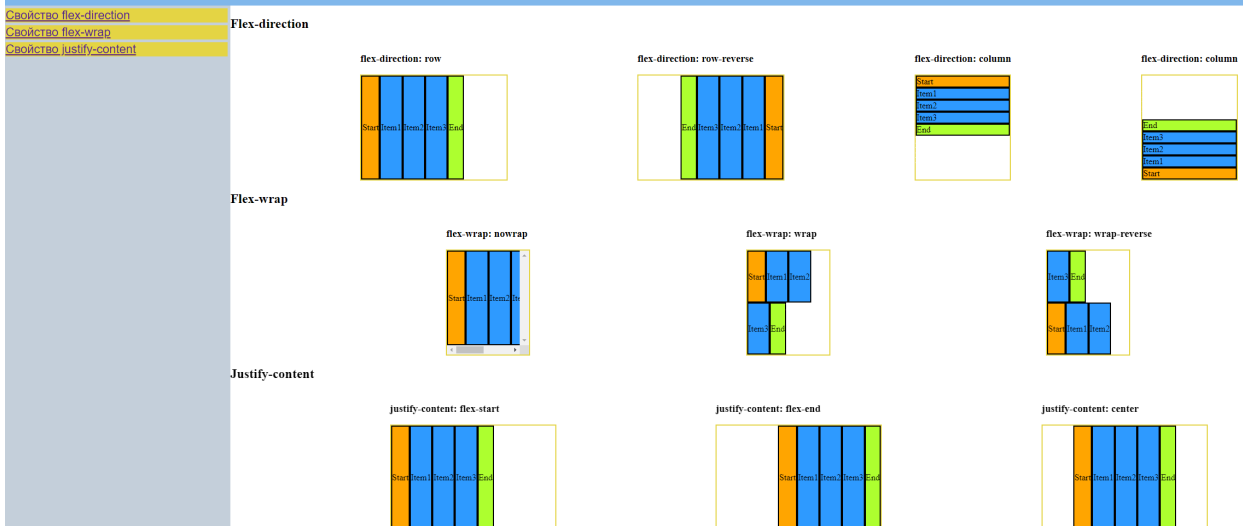 Свойство flex-direction
Свойство flex-wrap
Свойство justify-content
Flex-direction
flex-direction: row
Start Item1 Item2 Item3 End
flex-direction: row-reverse
End Item3 Item2 Item1 Start
flex-direction: column
Start
Item1
Item2
Item3
End
flex-direction: column
End
Item3
Item2
Item1
Start
Flex-wrap
flex-wrap: nowrap
Start Item1 Item2 Ite
flex-wrap: wrap
Start Item1 Item2
Item3 End
flex-wrap: wrap-reverse
Item3 End
Start Item1 Item2
Justify-content
justify-content: flex-start
Start Item1 Item2 Item3 End
justify-content: flex-end
Start Item1 Item2 Item3 End
justify-content: center
Start Item1 Item2 Item3 End